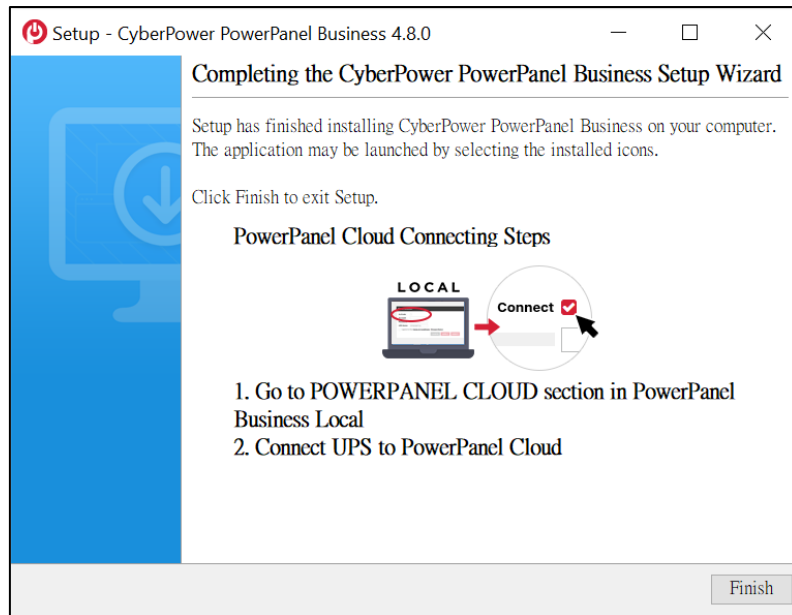 Setup - CyberPower PowerPanel Business 4.8.0
Completing the CyberPower PowerPanel Business Setup Wizard
Setup has finished installing CyberPower PowerPanel Business on your computer.
The application may be launched by selecting the installed icons.
Click Finish to exit Setup.
PowerPanel Cloud Connecting Steps
LOCAL
Connect
1. Go to POWERPANEL CLOUD section in PowerPanel
Business Local
2. Connect UPS to PowerPanel Cloud
Finish